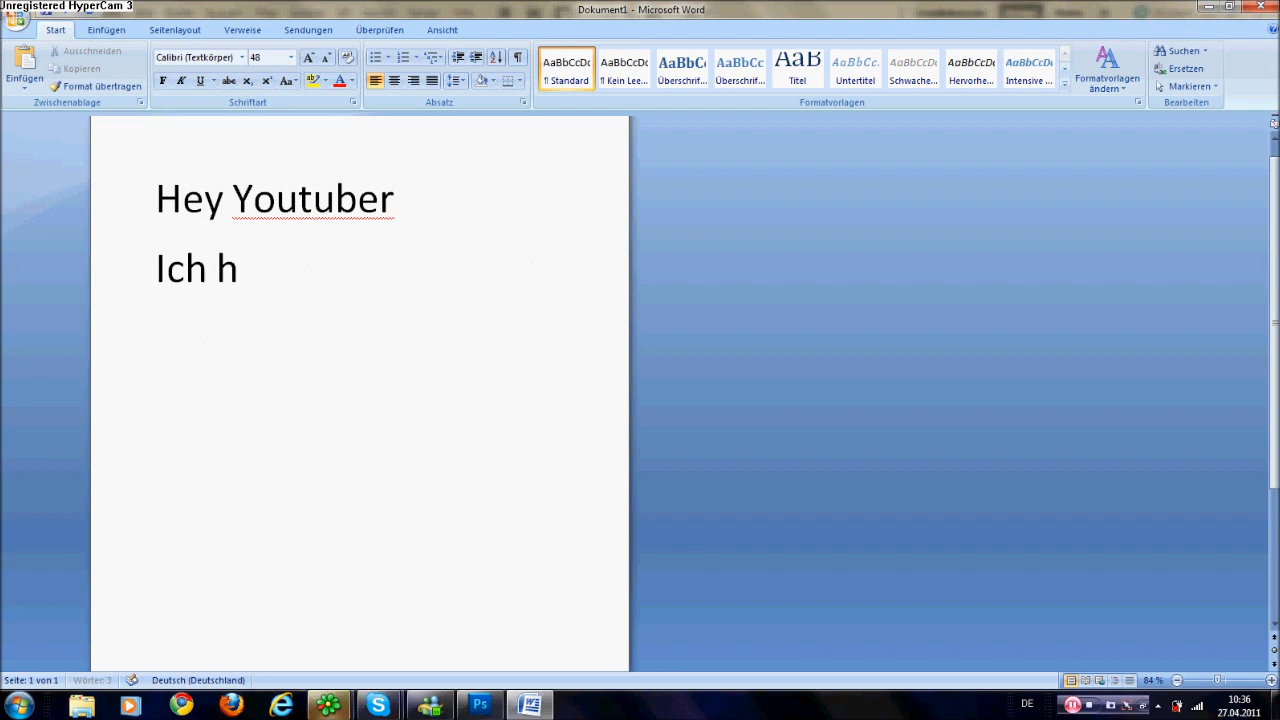 Unregistered HyperCam 3
Dokument1 - Microsoft Word
Start Einfügen Seitenlayout Verweise Sendungen Überprüfen Ansicht
Einfügen
Ausschneiden
Kopieren
Format übertragen
Zwischenablage
Calibri (Textkörper) 48
Schriftart
Absatz
AaBbCcDc AaBbCcDc AaBbC AaBbCc AaB AaBbCc. AaBbCcDc AaBbCcDc AaBbCcDc
¶ Standard ¶ Kein Lee... Überschrif... Überschrif... Titel Untertitel Schwache... Hervorhe... Intensive ...
Formatvorlagen
Formatvorlagen ändern
Suchen
Ersetzen
Markieren
Bearbeiten
Hey Youtuber
Ich h
Seite: 1 von 1 Wörter: 3 Deutsch (Deutschland) 84 %
DE 10:36
27.04.2011